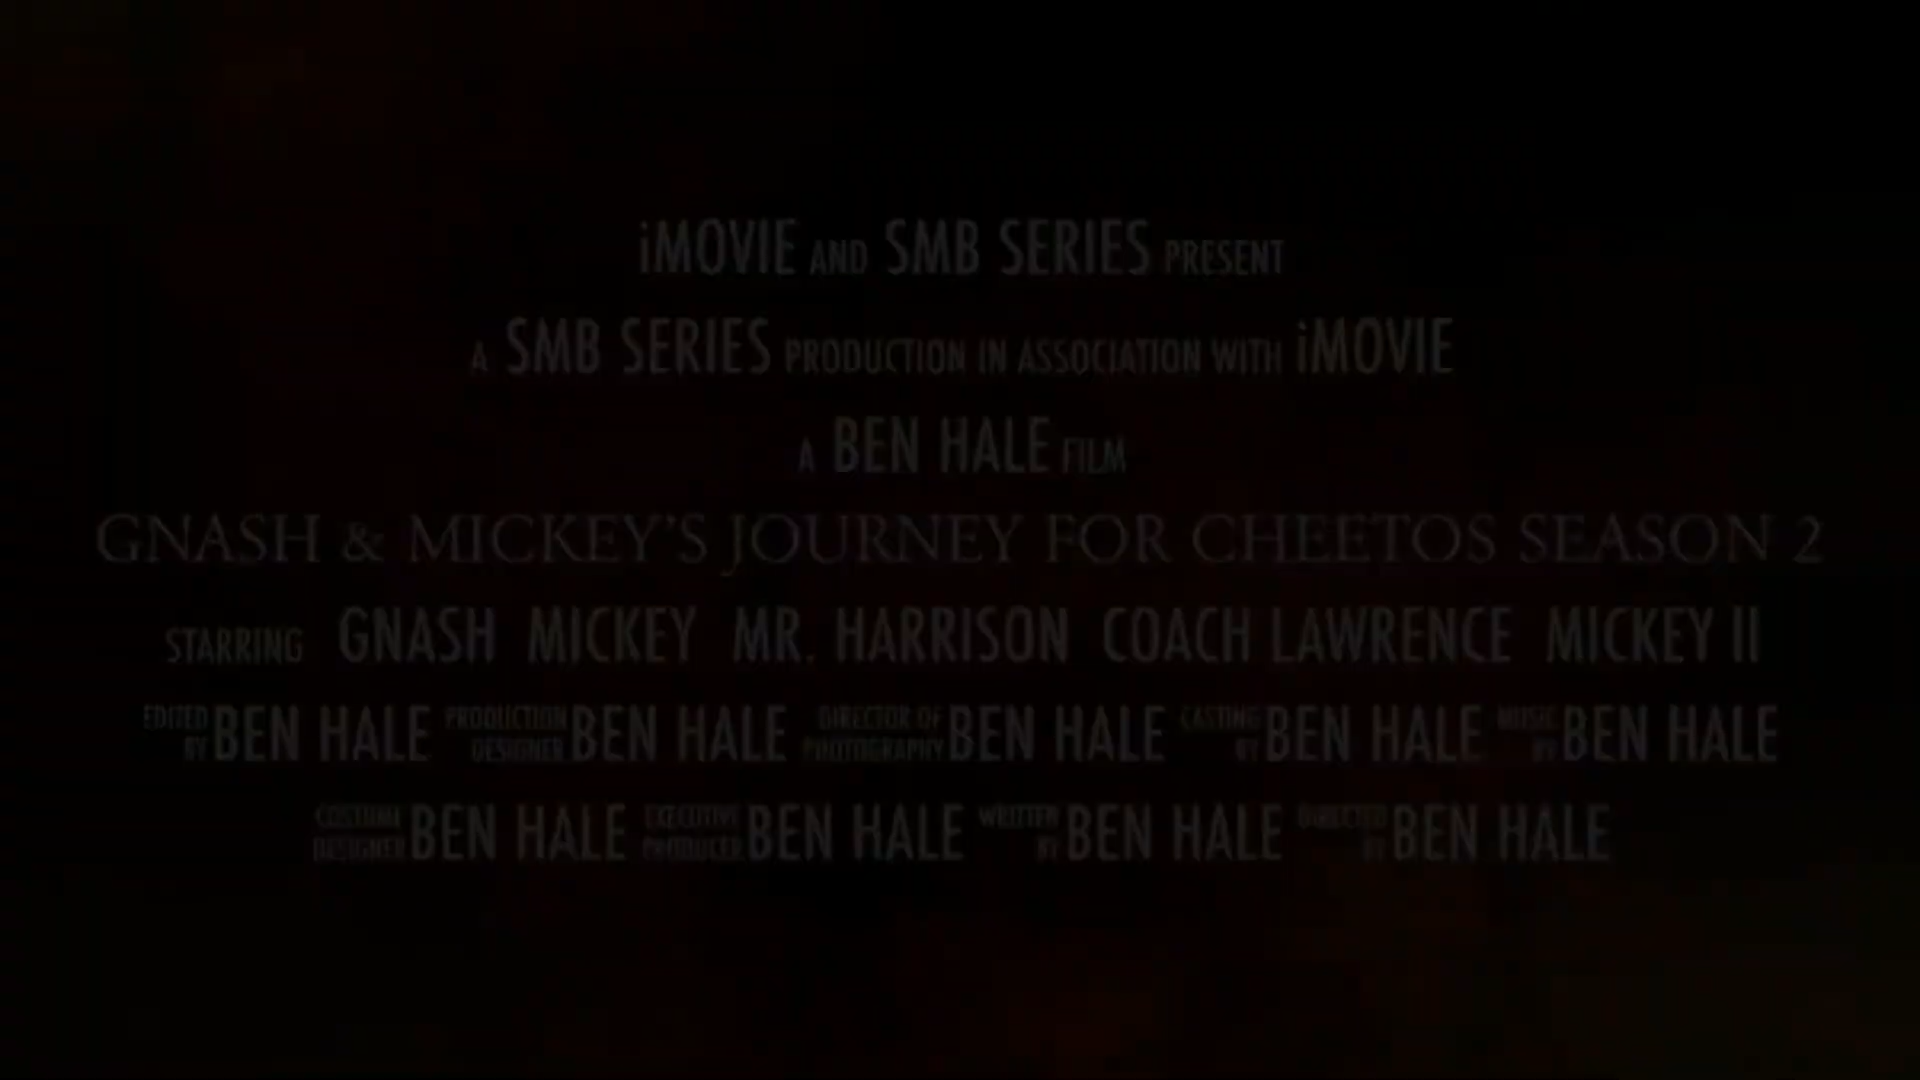 iMOVIE AND SMB SERIES PRESENT
A SMB SERIES PRODUCTION IN ASSOCIATION WITH iMOVIE
A BEN HALE FILM
GNASH & MICKEY'S JOURNEY FOR CHEETOS SEASON 2
STARRING GNASH MICKEY MR. HARRISON COACH LAWRENCE MICKEY II
EDITED BY BEN HALE PRODUCTION DESIGNER BEN HALE DIRECTOR OF PHOTOGRAPHY BEN HALE CASTING BY BEN HALE MUSIC BY BEN HALE
COSTUME DESIGNER BEN HALE EXECUTIVE PRODUCER BEN HALE WRITTEN BY BEN HALE DIRECTED BY BEN HALE